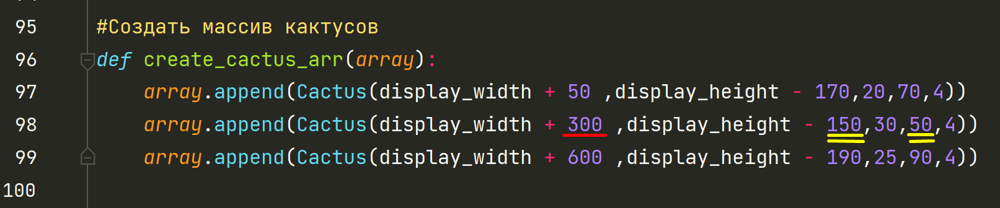 95 #Создать массив кактусов
96 def create_cactus_arr(array):
97 array.append(Cactus(display_width + 50 ,display_height - 170,20,70,4))
98 array.append(Cactus(display_width + 300 ,display_height - 150,30,50,4))
99 array.append(Cactus(display_width + 600 ,display_height - 190,25,90,4))
100